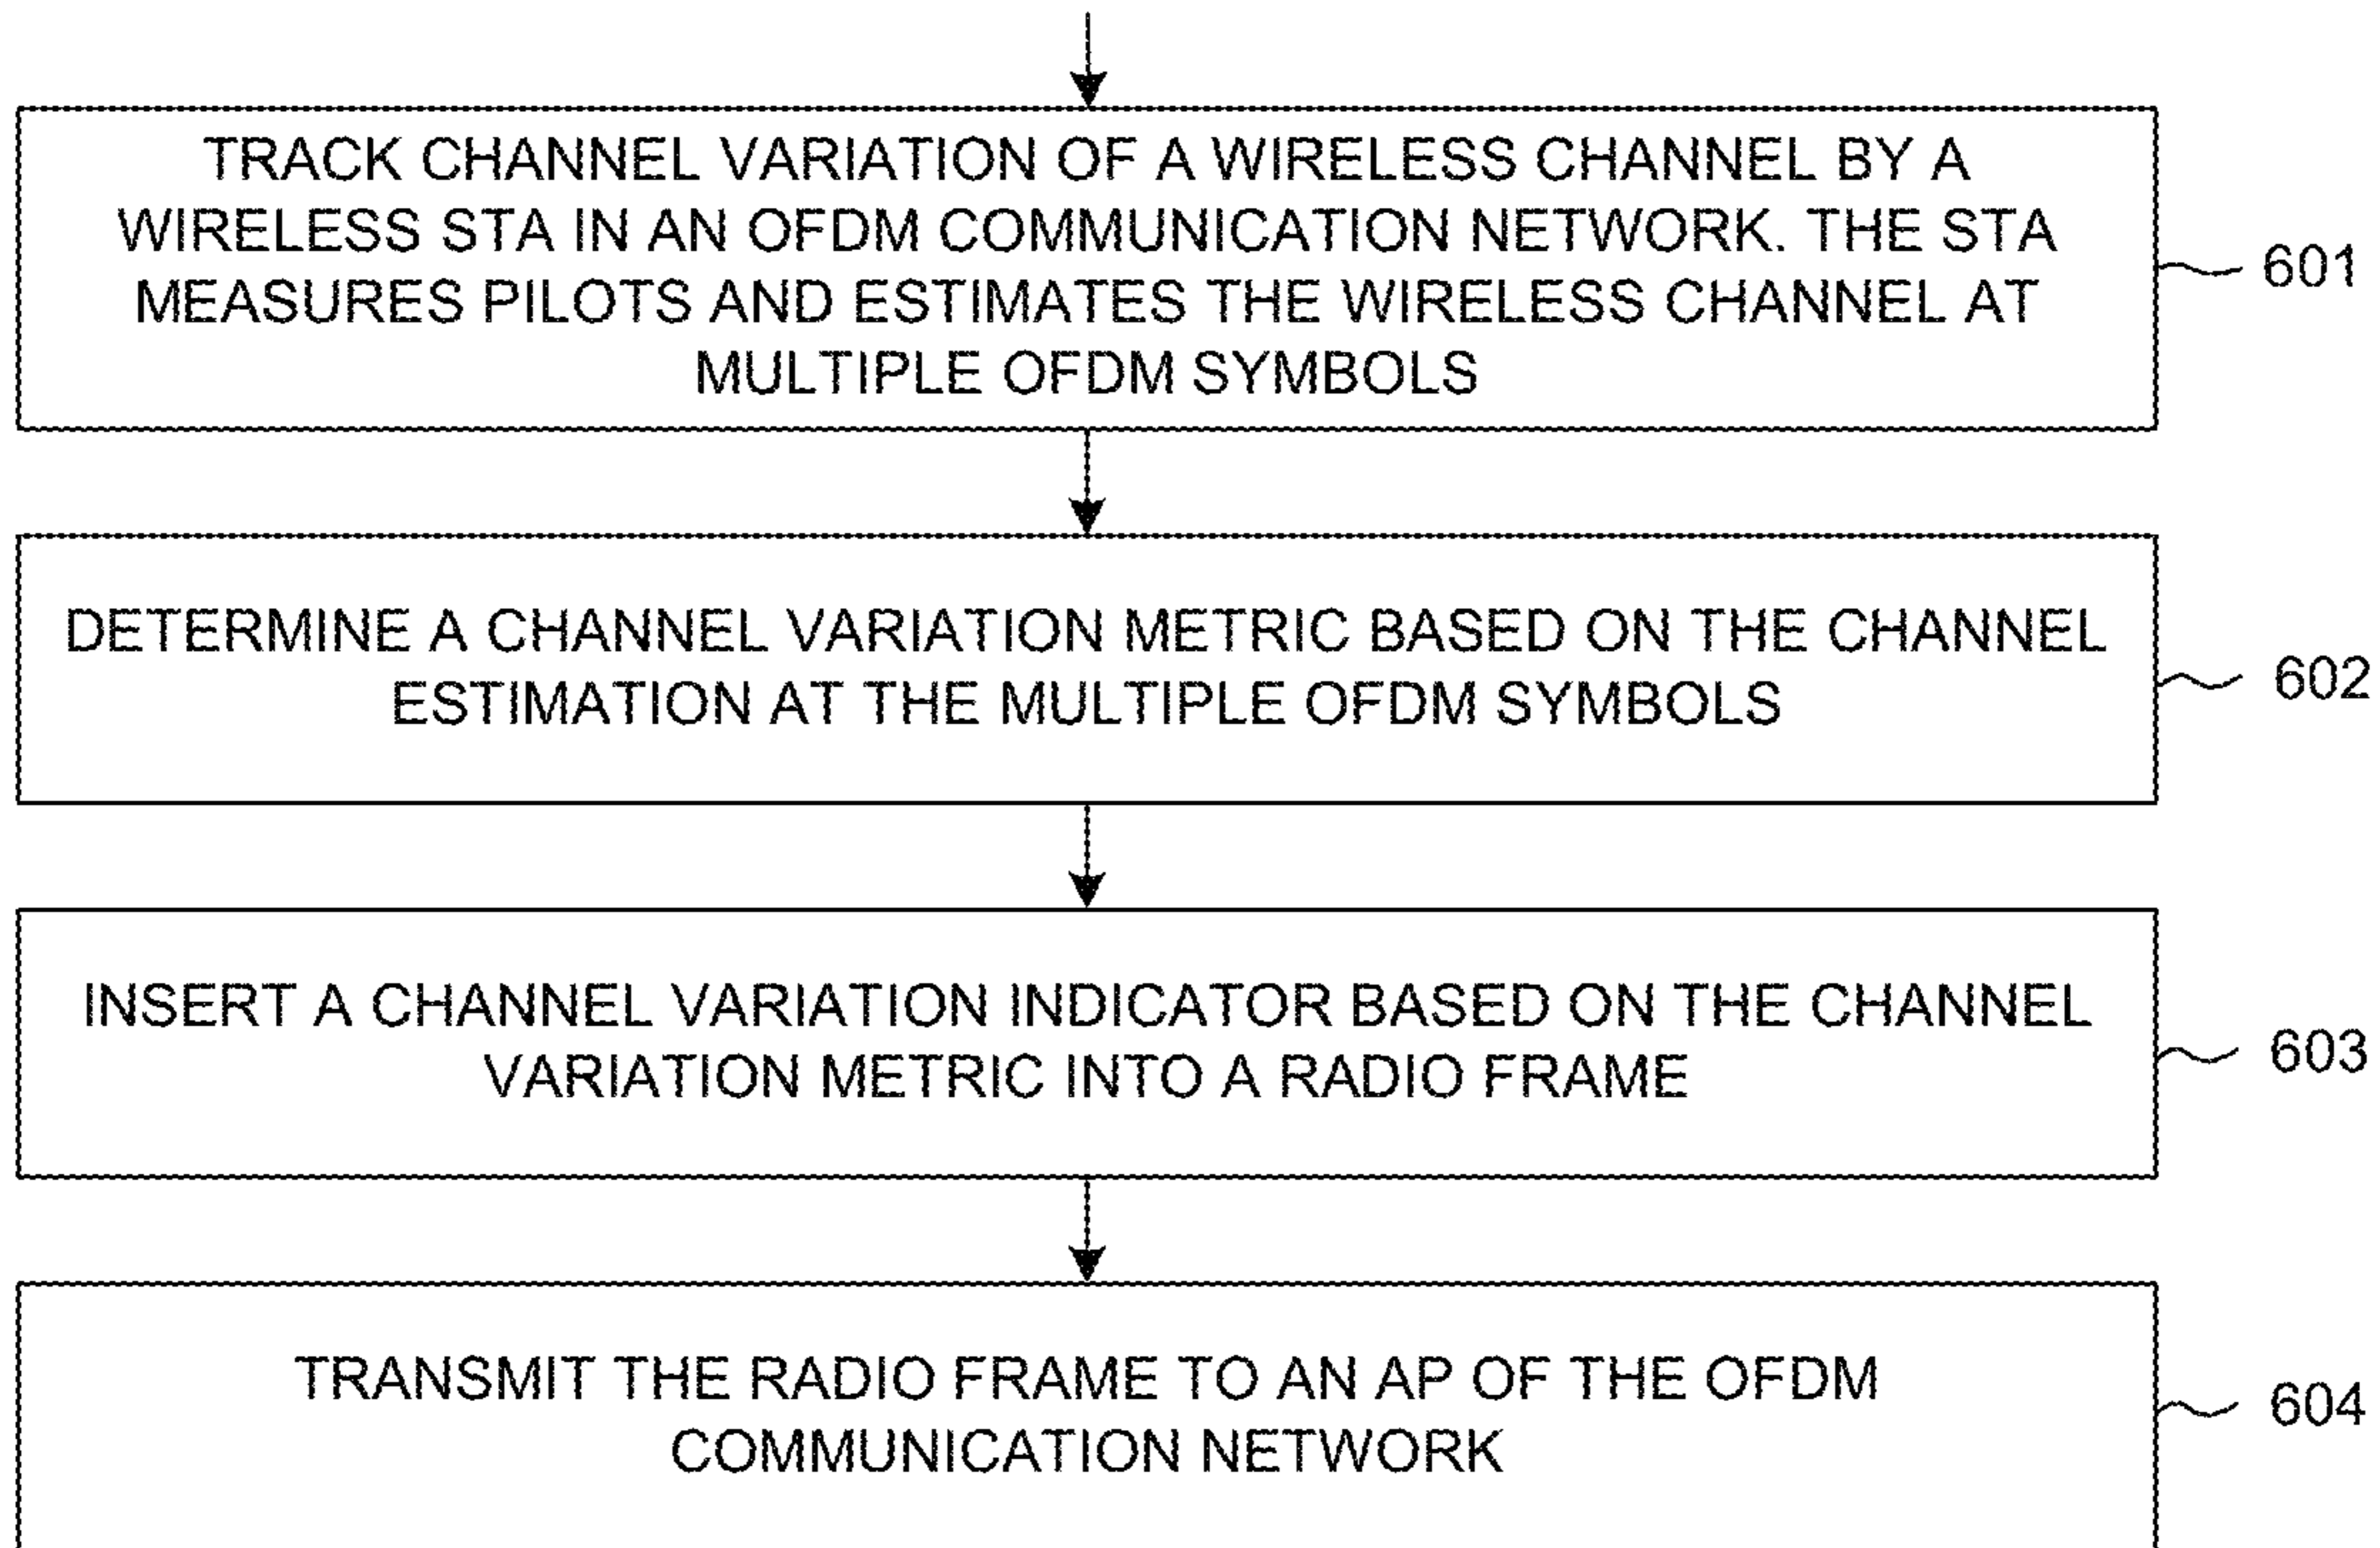 TRACK CHANNEL VARIATION OF A WIRELESS CHANNEL BY A
WIRELESS STA IN AN OFDM COMMUNICATION NETWORK. THE STA
MEASURES PILOTS AND ESTIMATES THE WIRELESS CHANNEL AT
MULTIPLE OFDM SYMBOLS
601
DETERMINE A CHANNEL VARIATION METRIC BASED ON THE CHANNEL
ESTIMATION AT THE MULTIPLE OFDM SYMBOLS
602
INSERT A CHANNEL VARIATION INDICATOR BASED ON THE CHANNEL
VARIATION METRIC INTO A RADIO FRAME
603
TRANSMIT THE RADIO FRAME TO AN AP OF THE OFDM
COMMUNICATION NETWORK
604